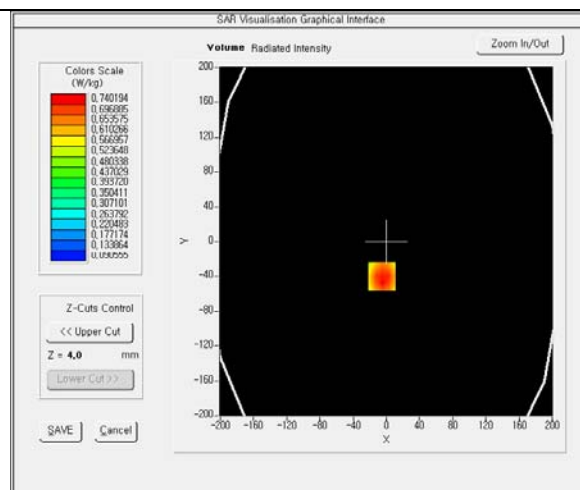 SAR Visualisation Graphical Interface
Volume Radiated Intensity
Zoom In/Out
Colors Scale
(W/kg)
0.740194
0.696885
0.653575
0.610266
0.566957
0.523648
0.480338
0.437029
0.393720
0.350411
0.307101
0.263792
0.220483
0.177174
0.133864
0.090555
Z-Cuts Control
<< Upper Cut
Z = 4.0 mm
Lower Cut >>
SAVE Cancel
200
160
120
80
40
0
-40
-80
-120
-160
-200
Y
-200 -160 -120 -80 -40 0 40 80 120 160 200
X